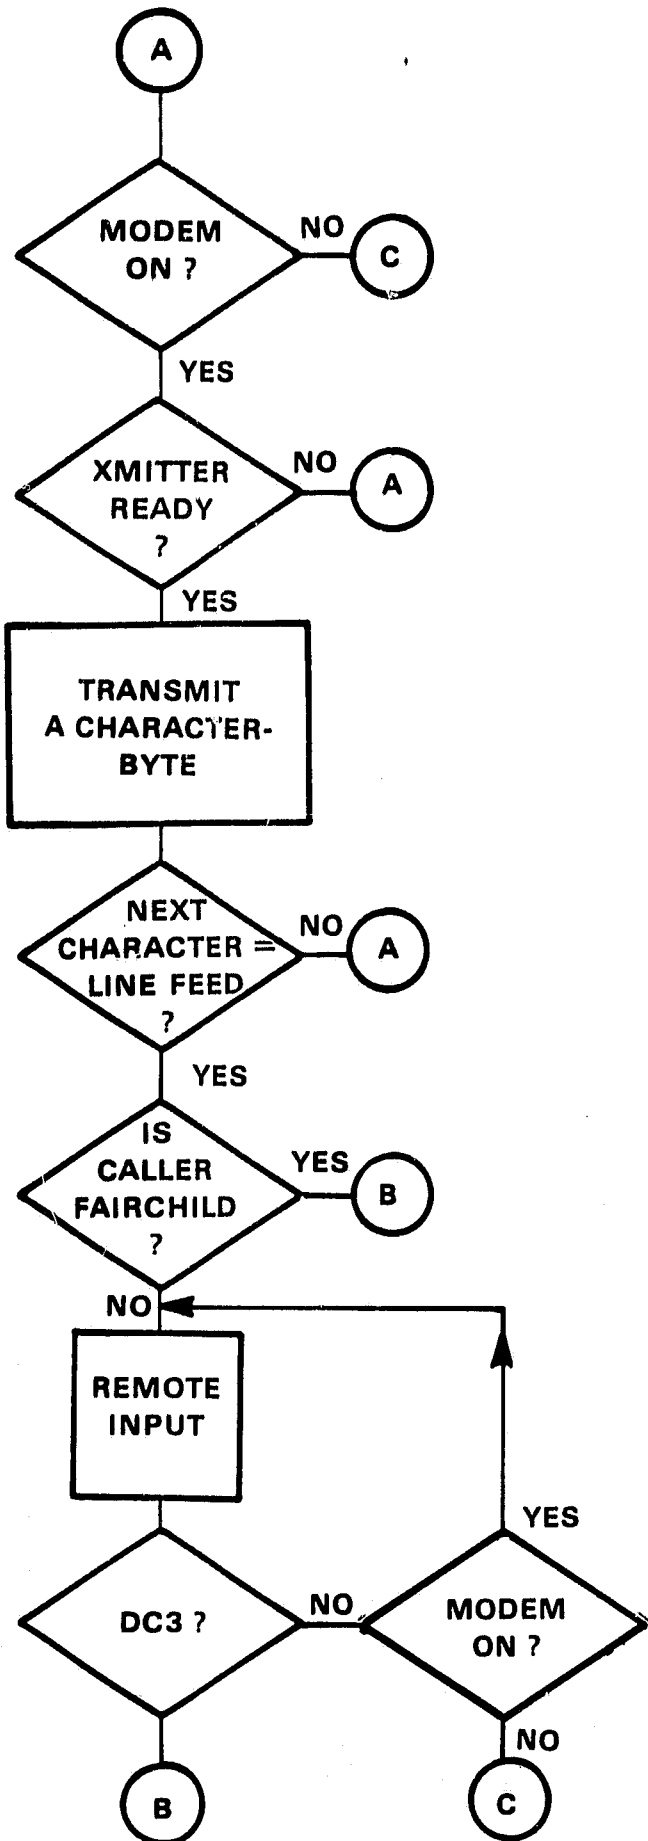 A
MODEM
ON ?
NO
C
YES
XMITTER
READY
?
NO
A
YES
TRANSMIT
A CHARACTER-
BYTE
NEXT
CHARACTER =
LINE FEED
?
NO
A
YES
IS
CALLER
FAIRCHILD
?
YES
B
NO
REMOTE
INPUT
YES
DC3 ?
NO
MODEM
ON ?
NO
B
C